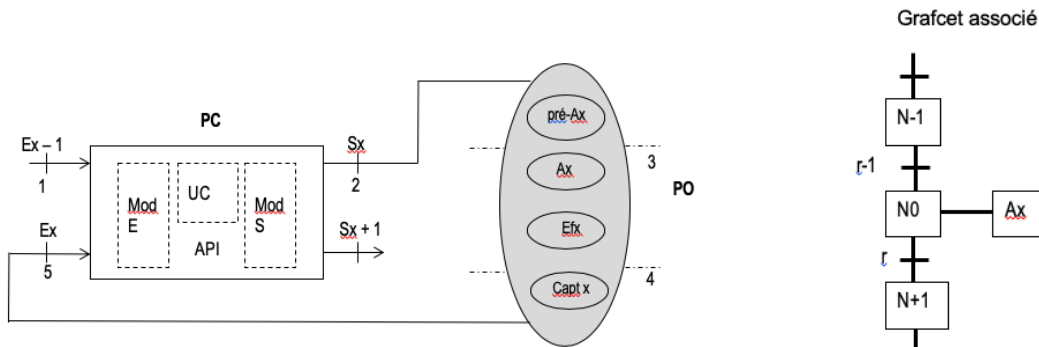 Grafcet associé
PC
Ex – 1
1
Sx
2
UC
Mod
E
Mod
S
API
Ex
5
Sx + 1
pré-Ax
Ax
Efx
Capt x
3
PO
4
N-1
r-1
N0
Ax
r
N+1